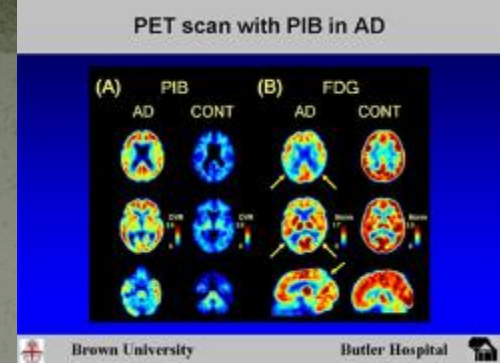 PET scan with PIB in AD
(A) PIB (B) FDG
AD CONT AD CONT
Brown University Butler Hospital